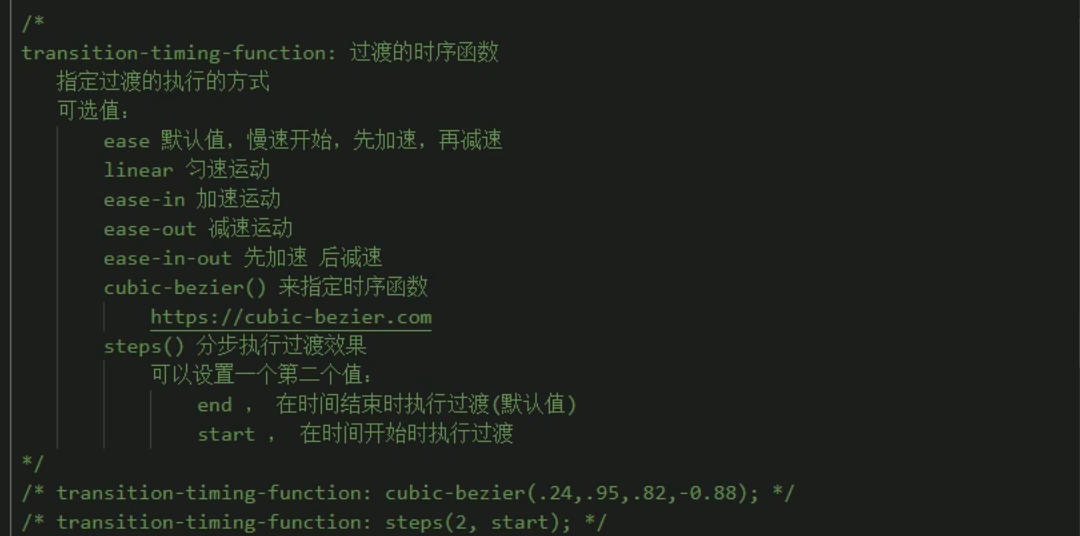 /*
transition-timing-function: 过渡的时序函数
指定过渡的执行的方式
可选值：
ease 默认值，慢速开始，先加速，再减速
linear 匀速运动
ease-in 加速运动
ease-out 减速运动
ease-in-out 先加速 后减速
cubic-bezier() 来指定时序函数
https://cubic-bezier.com
steps() 分步执行过渡效果
可以设置一个第二个值：
end ， 在时间结束时执行过渡(默认值)
start ， 在时间开始时执行过渡
*/
/* transition-timing-function: cubic-bezier(.24,.95,.82,-0.88); */
/* transition-timing-function: steps(2, start); */